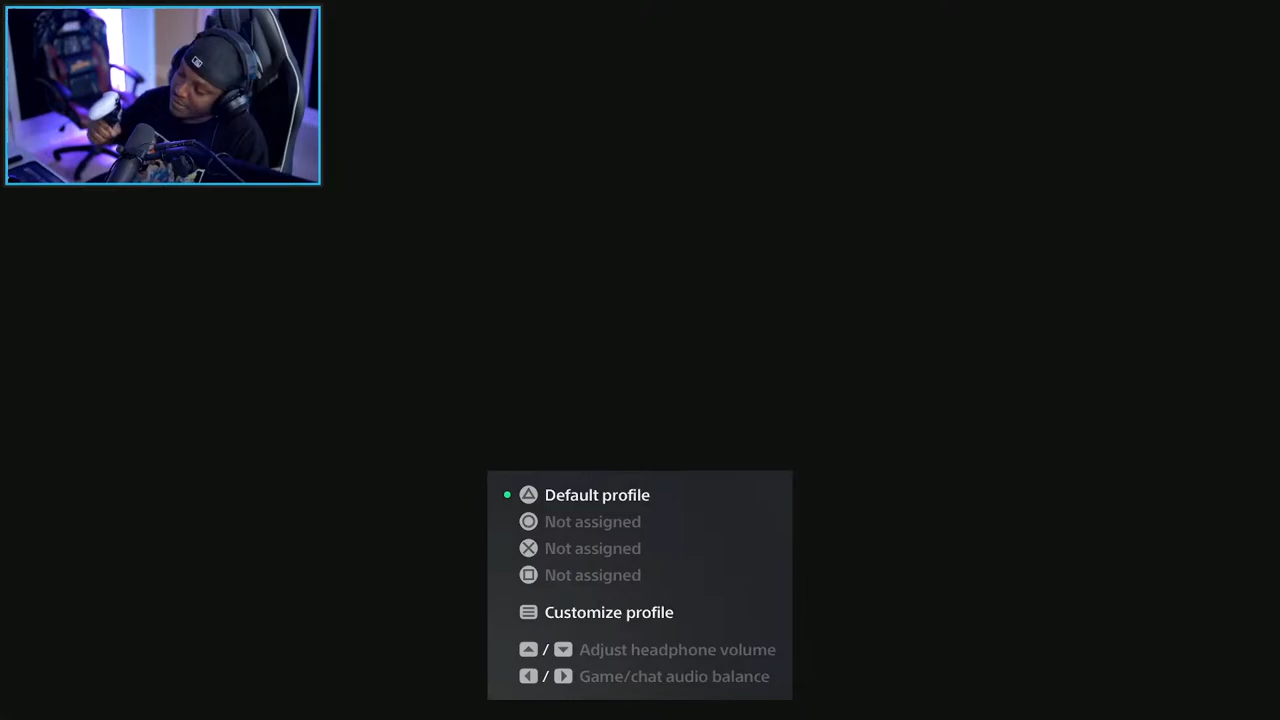 Default profile
Not assigned
Not assigned
Not assigned
Customize profile
/ Adjust headphone volume
/ Game/chat audio balance